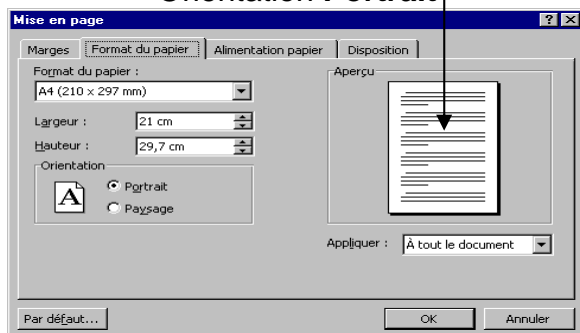 Orientation Portrait
Mise en page
Marges Format du papier Alimentation papier Disposition
Format du papier :
A4 (210 x 297 mm)
Largeur : 21 cm
Hauteur : 29,7 cm
Orientation
A
Portrait
Paysage
Aperçu
Appliquer : À tout le document
Par défaut... OK Annuler